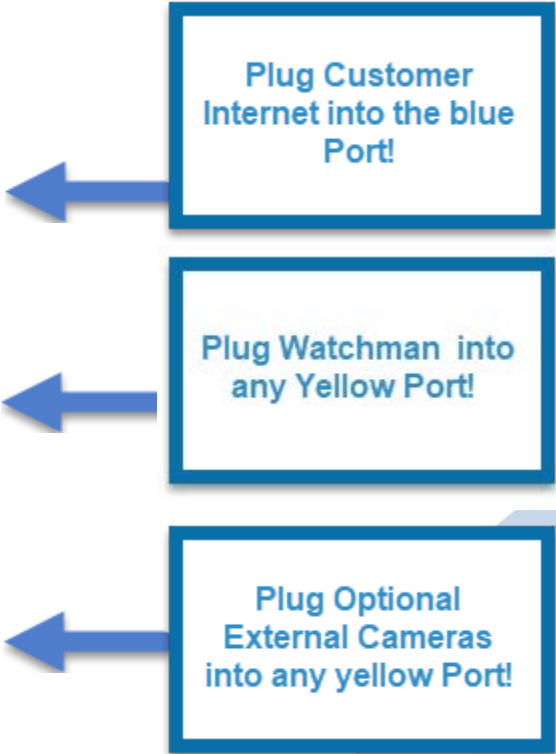 Plug Customer
Internet into the blue
Port!
Plug Watchman into
any Yellow Port!
Plug Optional
External Cameras
into any yellow Port!